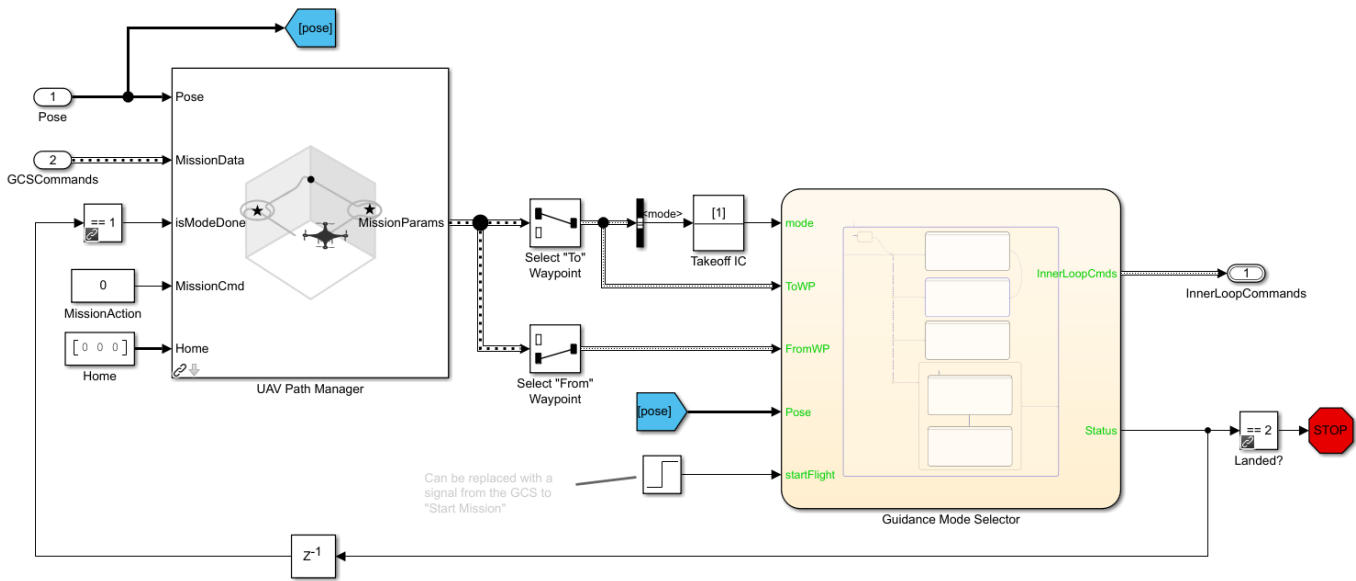 [pose]
1
Pose
Pose
2
GCSCommands
MissionData
== 1
isModeDone
MissionParams
0
MissionAction
MissionCmd
[ 0 0 0 ]
Home
Home
UAV Path Manager
Select "To"
Waypoint
<mode>
[1]
Takeoff IC
Select "From"
Waypoint
[pose]
Can be replaced with a
signal from the GCS to
"Start Mission"
mode
ToWP
FromWP
Pose
startFlight
InnerLoopCmds
Status
Guidance Mode Selector
1
InnerLoopCommands
== 2
Landed?
STOP
Z-1